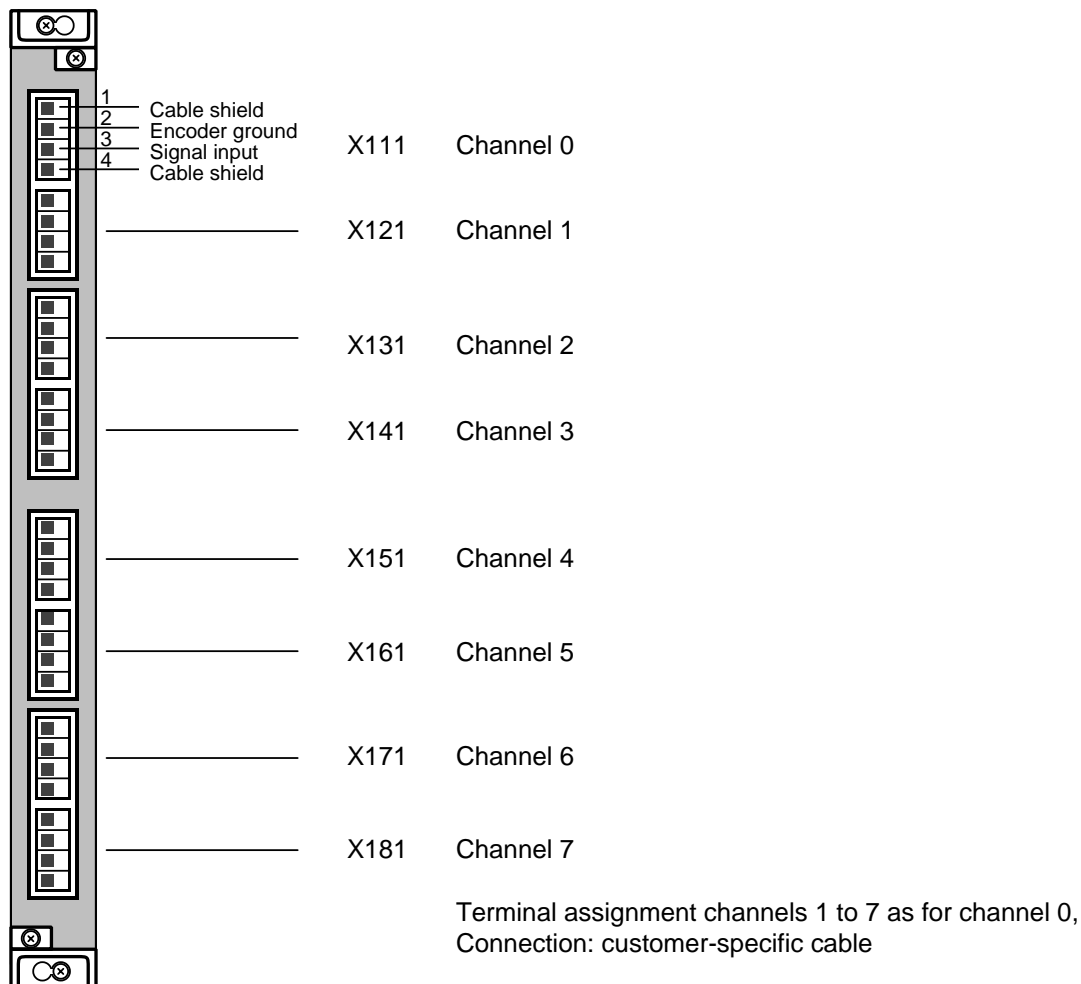 1 Cable shield
2 Encoder ground
3 Signal input
4 Cable shield
X111 Channel 0
X121 Channel 1
X131 Channel 2
X141 Channel 3
X151 Channel 4
X161 Channel 5
X171 Channel 6
X181 Channel 7
Terminal assignment channels 1 to 7 as for channel 0,
Connection: customer-specific cable